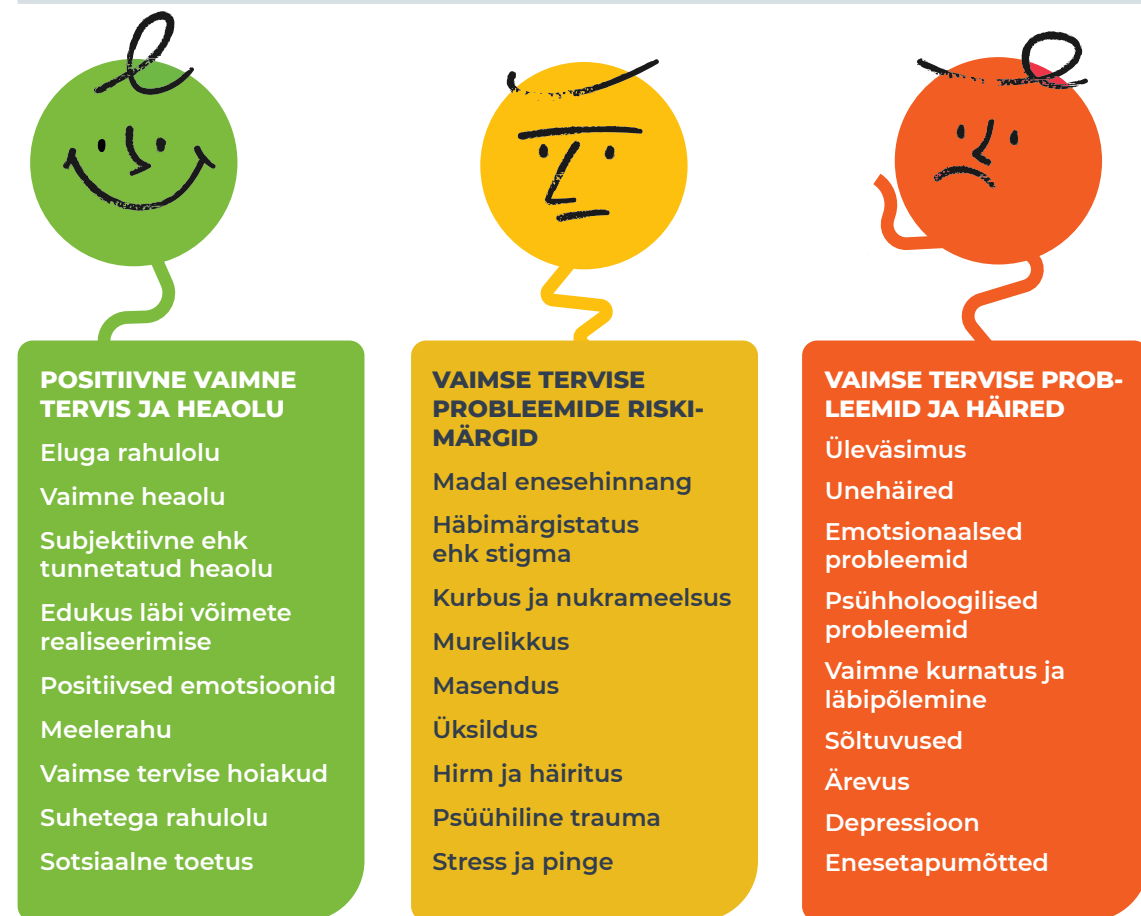 POSITIIVNE VAIMNE
TERVIS JA HEAOLU
Eluga rahulolu
Vaimne heaolu
Subjektiivne ehk
tunnetatud heaolu
Edukus läbi võimete
realiseerimise
Positiivsed emotsioonid
Meelerahu
Vaimse tervise hoiakud
Suhetega rahulolu
Sotsiaalne toetus
VAIMSE TERVISE
PROBLEEMIDE RISKI-
MÄRGID
Madal enesehinnang
Häbimärgistatus
ehk stigma
Kurbus ja nukrameelsus
Murelikkus
Masendus
Üksildus
Hirm ja häiritus
Psüühiline trauma
Stress ja pinge
VAIMSE TERVISE PROB-
LEEMID JA HÄIRED
Üleväsimus
Unehäired
Emotsionaalsed
probleemid
Psühholoogilised
probleemid
Vaimne kurnatus ja
läbipõlemine
Sõltuvused
Ärevus
Depressioon
Enesetapumõtted